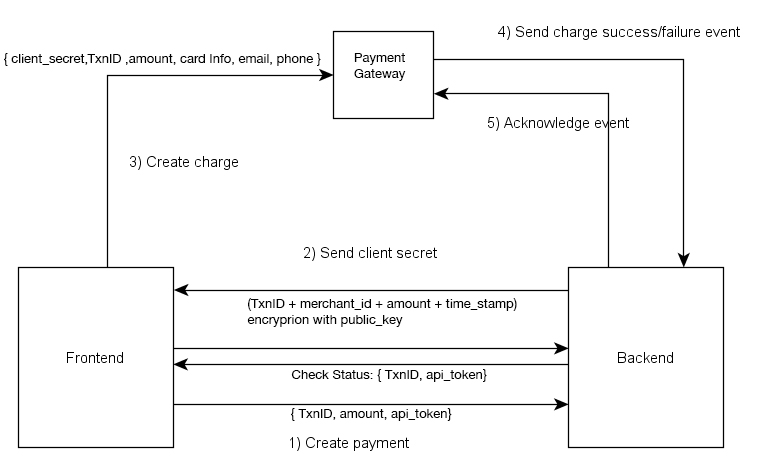 4) Send charge success/failure event
{ client_secret,TxnID ,amount, card Info, email, phone }
Payment
Gateway
5) Acknowledge event
3) Create charge
2) Send client secret
(TxnID + merchant_id + amount + time_stamp)
encryprion with public_key
Frontend
Backend
Check Status: { TxnID, api_token}
{ TxnID, amount, api_token}
1) Create payment